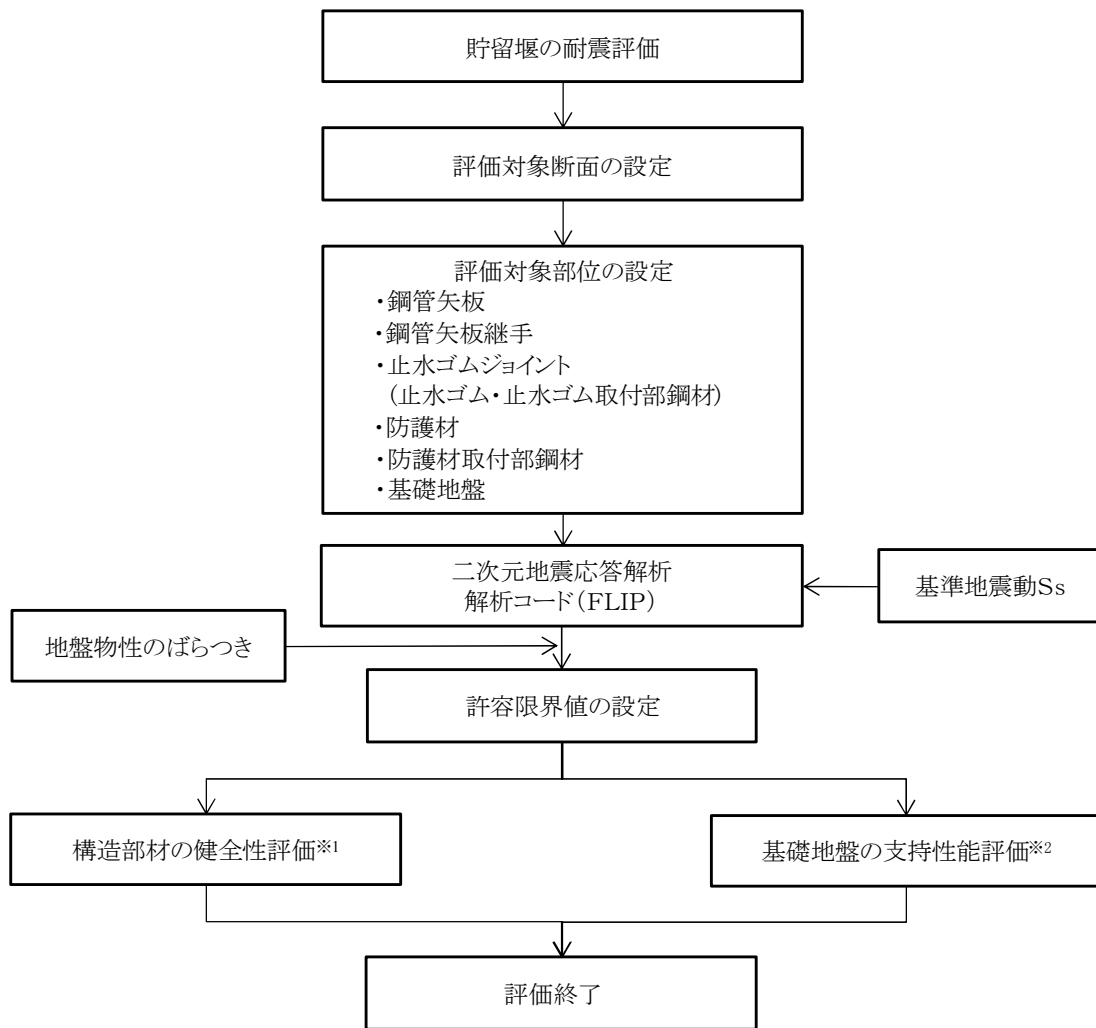 貯留堰の耐震評価
評価対象断面の設定
評価対象部位の設定
・鋼管矢板
・鋼管矢板継手
・止水ゴムジョイント
(止水ゴム・止水ゴム取付部鋼材)
・防護材
・防護材取付部鋼材
・基礎地盤
二次元地震応答解析
解析コード(FLIP)
基準地震動Ss
地盤物性のばらつき
許容限界値の設定
構造部材の健全性評価※1
基礎地盤の支持性能評価※2
評価終了